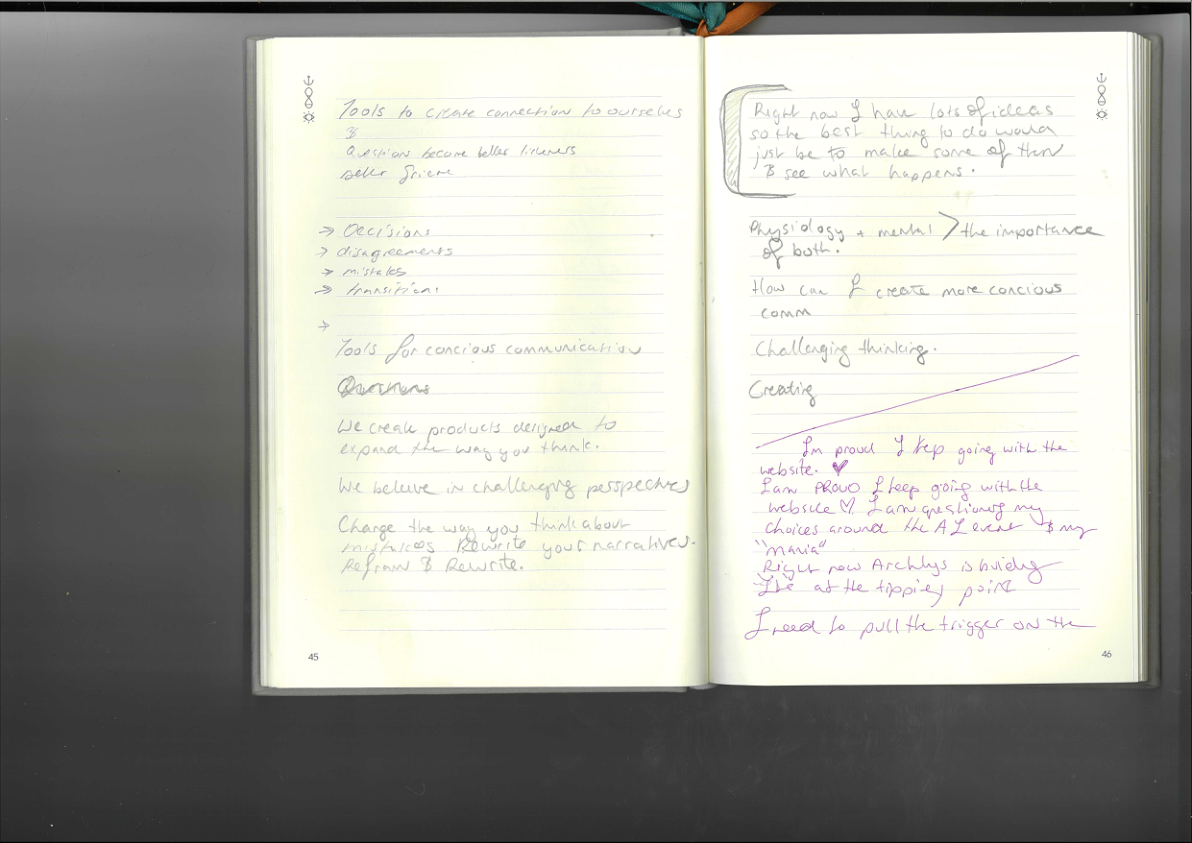 Tools to create connection to ourselves
&
Question become better listeners
better grieve
→ Decisions
→ disagreements
→ mistakes
→ transitions
→
Tools for concious communication
Questions
We create products designed to
expand the way you think.
We believe in challenging perspectives
Change the way you think about
mistakes Rewrite your narratives.
Refram & Rewrite.
45
Right now I have lots of ideas
so the best thing to do would
just be to make some of them
& see what happens.
Physiology + mental > the importance
of both.
How can I create more concious
comm
Challenging thinking.
Creating
Im proud I kep going with the
website. ♥
I am PROUD I keep going with the
website ♡. I am questioning my
choices around the AL event & my
"mania"
Right now is
at the tipping point
I need to pull the trigger on the
46